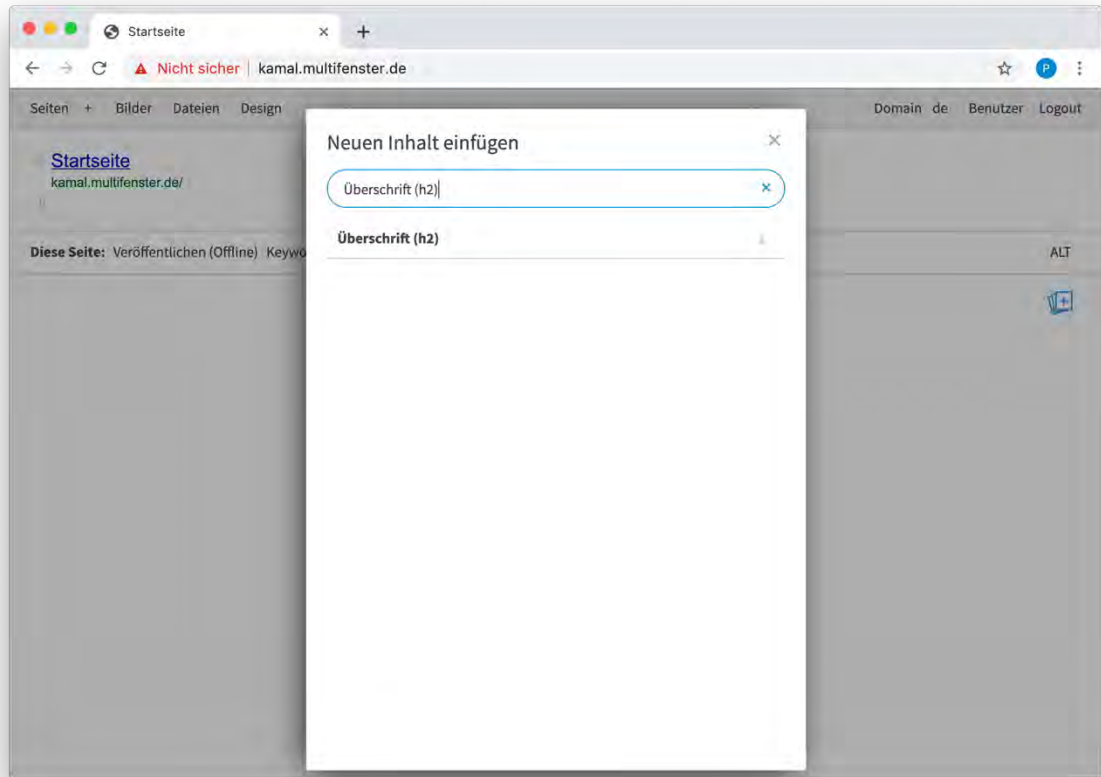 Startseite
Nicht sicher kamal.multifenster.de
P
Seiten + Bilder Dateien Design Domain de Benutzer Logout
Startseite
kamal.multifenster.de/
Diese Seite: Veröffentlichen (Offline) ALT
Neuen Inhalt einfügen
Überschrift (h2)
Überschrift (h2)